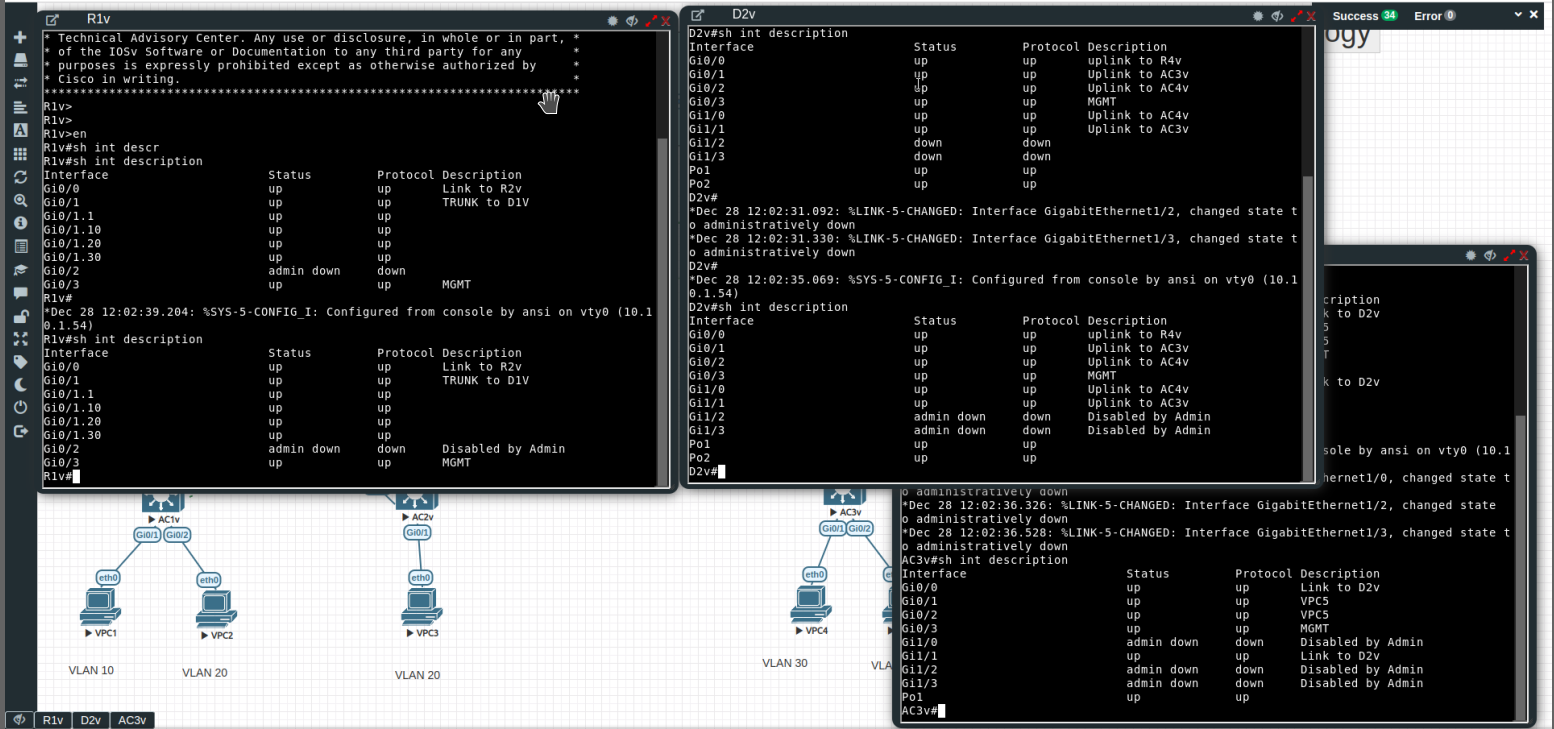 R1v
* Technical Advisory Center. Any use or disclosure, in whole or in part, *
* of the IOSv Software or Documentation to any third party for any *
* purposes is expressly prohibited except as otherwise authorized by *
* Cisco in writing. *
**************************************************************************
R1v>
R1v>
R1v>en
R1v#sh int descr
R1v#sh int description
Interface Status Protocol Description
Gi0/0 up up Link to R2v
Gi0/1 up up TRUNK to D1V
Gi0/1.1 up up
Gi0/1.10 up up
Gi0/1.20 up up
Gi0/1.30 up up
Gi0/2 admin down down
Gi0/3 up up MGMT
R1v#
*Dec 28 12:02:39.204: %SYS-5-CONFIG_I: Configured from console by ansi on vty0 (10.1
0.1.54)
R1v#sh int description
Interface Status Protocol Description
Gi0/0 up up Link to R2v
Gi0/1 up up TRUNK to D1V
Gi0/1.1 up up
Gi0/1.10 up up
Gi0/1.20 up up
Gi0/1.30 up up
Gi0/2 admin down down Disabled by Admin
Gi0/3 up up MGMT
R1v#
D2v
D2v#sh int description
Interface Status Protocol Description
Gi0/0 up up uplink to R4v
Gi0/1 up up Uplink to AC3v
Gi0/2 up up Uplink to AC4v
Gi0/3 up up MGMT
Gi1/0 up up Uplink to AC4v
Gi1/1 up up Uplink to AC3v
Gi1/2 down down
Gi1/3 down down
Po1 up up
Po2 up up
D2v#
*Dec 28 12:02:31.092: %LINK-5-CHANGED: Interface GigabitEthernet1/2, changed state t
o administratively down
*Dec 28 12:02:31.330: %LINK-5-CHANGED: Interface GigabitEthernet1/3, changed state t
o administratively down
D2v#
*Dec 28 12:02:35.069: %SYS-5-CONFIG_I: Configured from console by ansi on vty0 (10.1
0.1.54)
D2v#sh int description
Interface Status Protocol Description
Gi0/0 up up uplink to R4v
Gi0/1 up up Uplink to AC3v
Gi0/2 up up Uplink to AC4v
Gi0/3 up up MGMT
Gi1/0 up up Uplink to AC4v
Gi1/1 up up Uplink to AC3v
Gi1/2 admin down down Disabled by Admin
Gi1/3 admin down down Disabled by Admin
Po1 up up
Po2 up up
D2v#
Success 34 Error 0
ogy
cription
k to D2v
5
5
T
k to D2v
sole by ansi on vty0 (10.1
hernet1/0, changed state t
o administratively down
*Dec 28 12:02:36.326: %LINK-5-CHANGED: Interface GigabitEthernet1/2, changed state
o administratively down
*Dec 28 12:02:36.528: %LINK-5-CHANGED: Interface GigabitEthernet1/3, changed state t
o administratively down
AC3v#sh int description
Interface Status Protocol Description
Gi0/0 up up Link to D2v
Gi0/1 up up VPC5
Gi0/2 up up VPC5
Gi0/3 up up MGMT
Gi1/0 admin down down Disabled by Admin
Gi1/1 up up Link to D2v
Gi1/2 admin down down Disabled by Admin
Gi1/3 admin down down Disabled by Admin
Po1 up up
AC3v#
AC1v
Gi0/1 Gi0/2
eth0 eth0
VPC1 VPC2
VLAN 10 VLAN 20
AC2v
Gi0/1
eth0
VPC3
VLAN 20
AC3v
Gi0/1 Gi0/2
eth0
VPC4
VLAN 30
VLA
R1v D2v AC3v